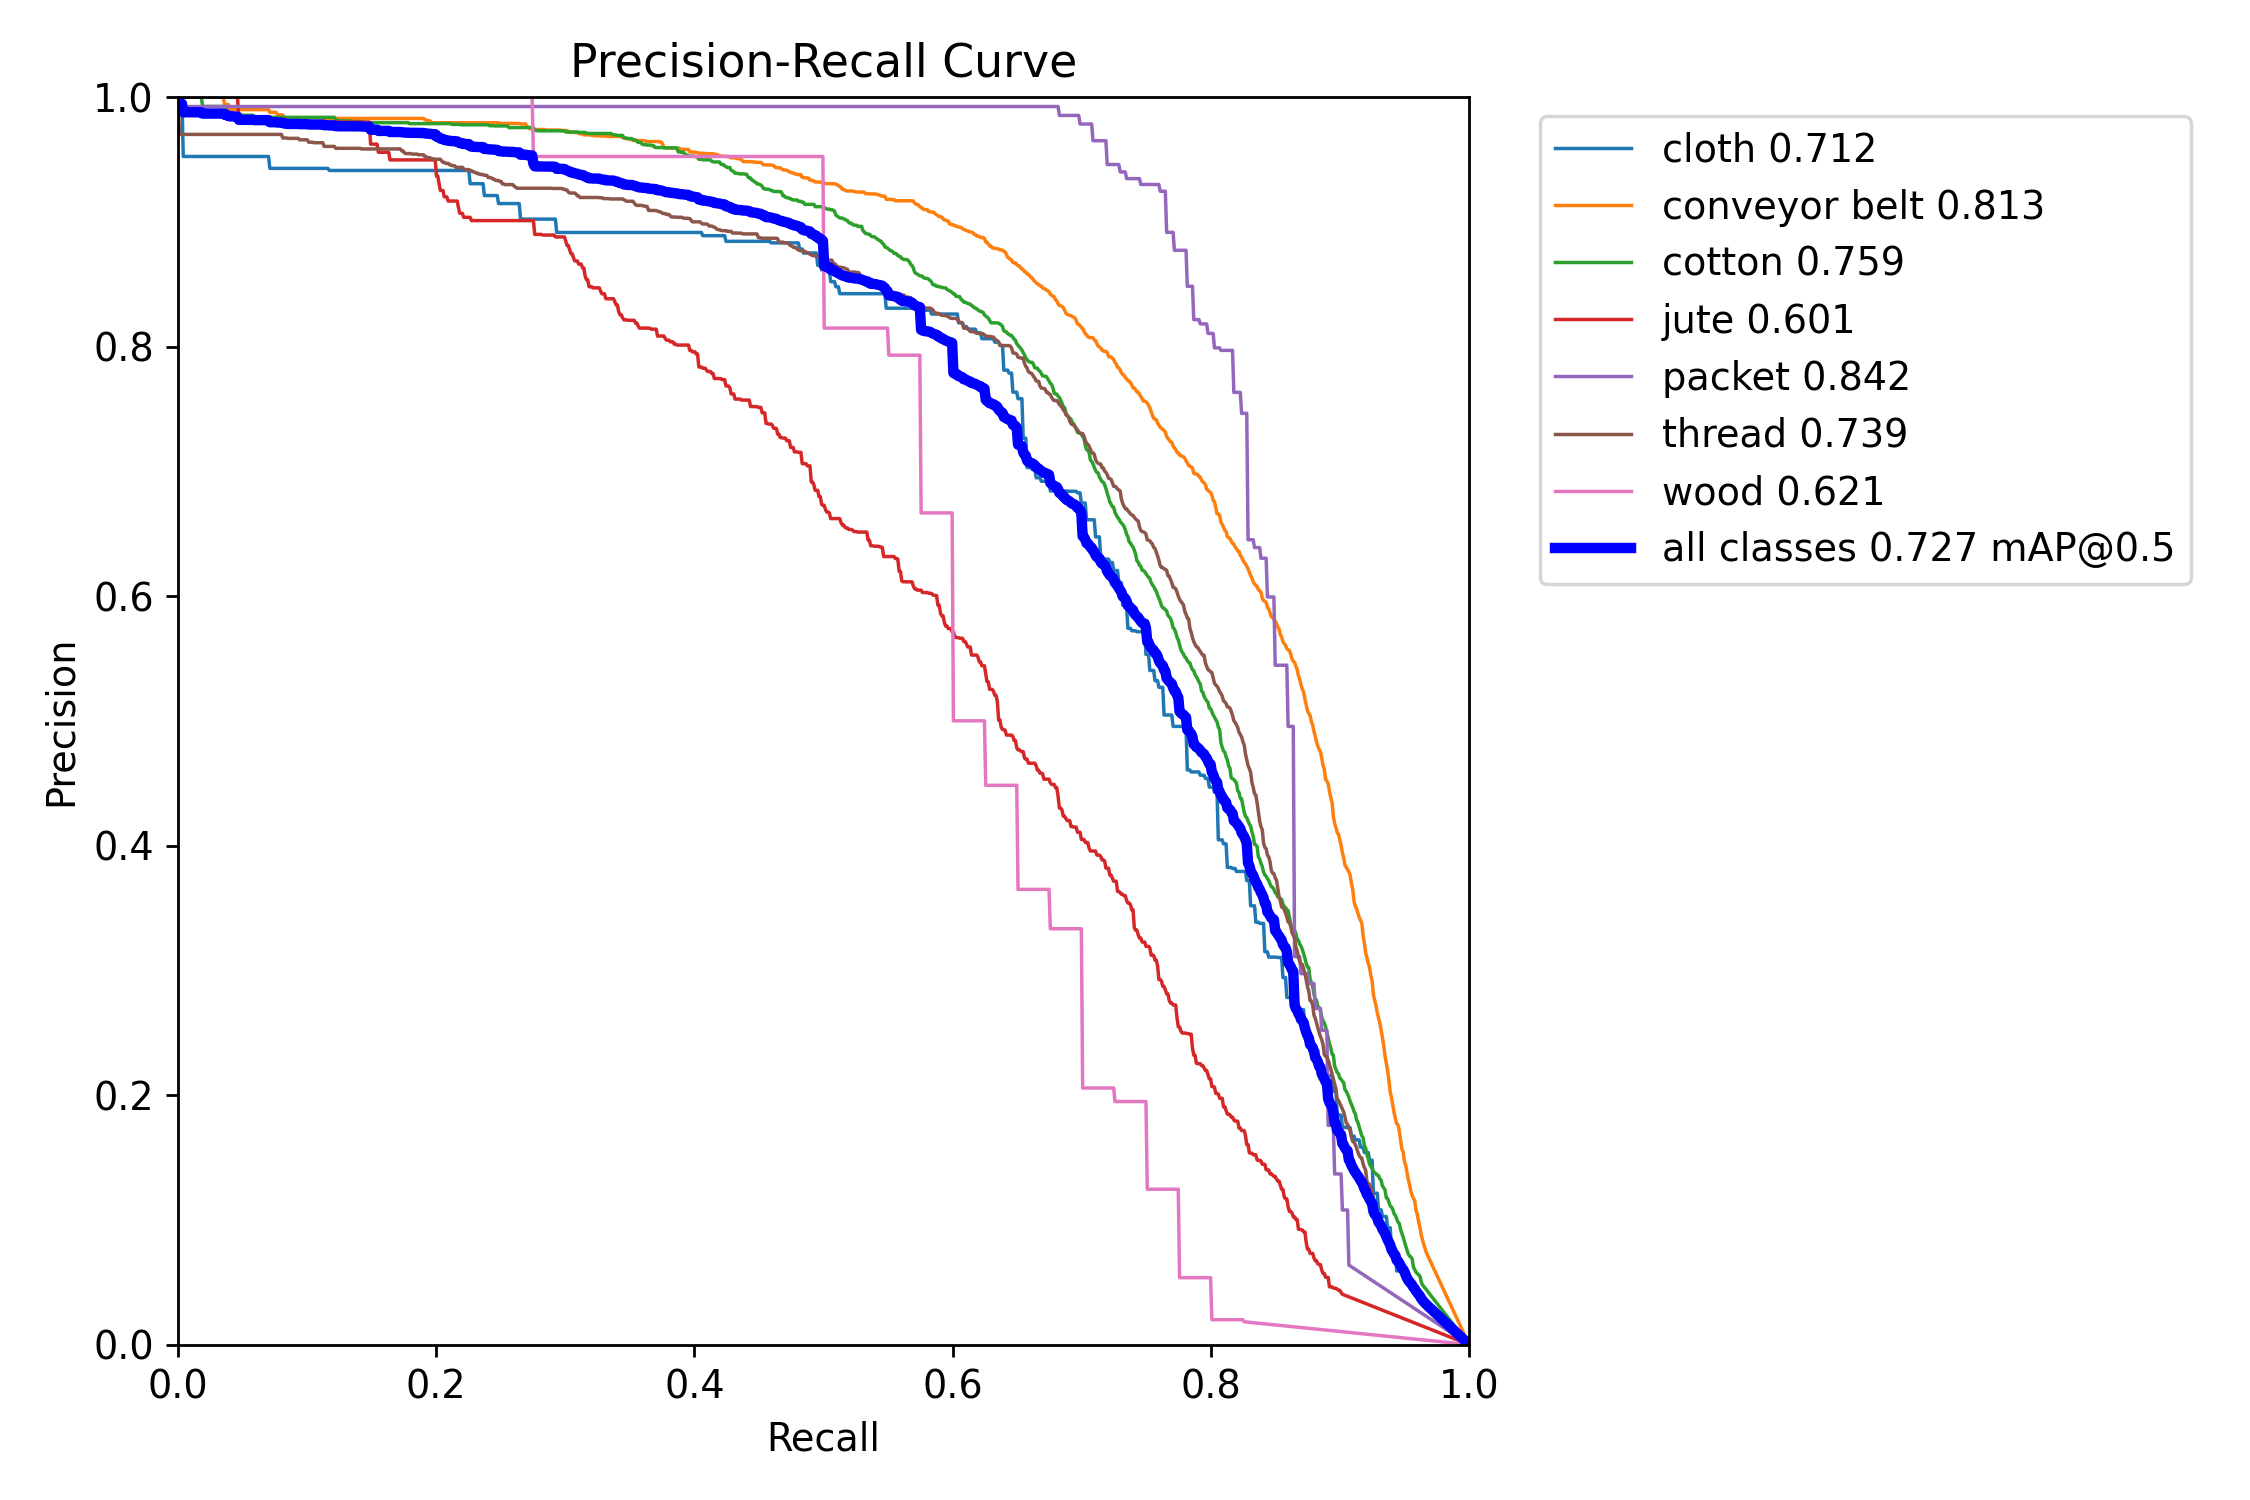 Precision-Recall Curve
1.0
0.8
0.6
0.4
0.2
0.0
Precision
0.0 0.2 0.4 0.6 0.8 1.0
Recall
cloth 0.712
conveyor belt 0.813
cotton 0.759
jute 0.601
packet 0.842
thread 0.739
wood 0.621
all classes 0.727 mAP@0.5